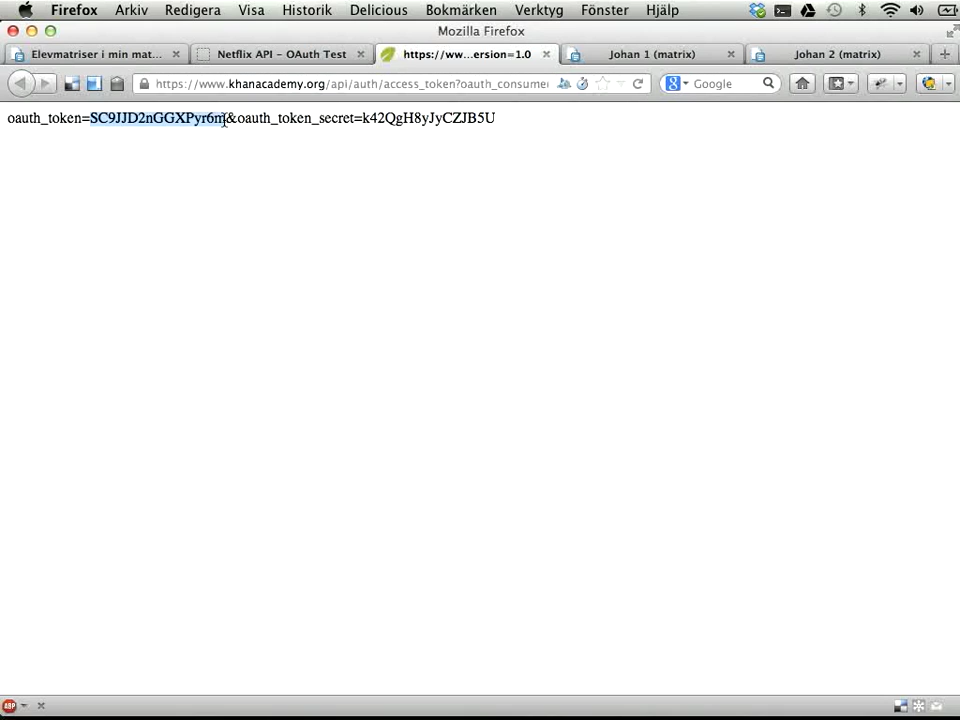 Firefox Arkiv Redigera Visa Historik Delicious Bokmärken Verktyg Fönster Hjälp
Mozilla Firefox
Elevmatriser i min mat... Netflix API - OAuth Test https://ww...ersion=1.0 Johan 1 (matrix) Johan 2 (matrix)
https://www.khanacademy.org/api/auth/access_token?oauth_consume Google
oauth_token=SC9JJD2nGGXPyr6m&oauth_token_secret=k42QgH8yJyCZJB5U
ABP